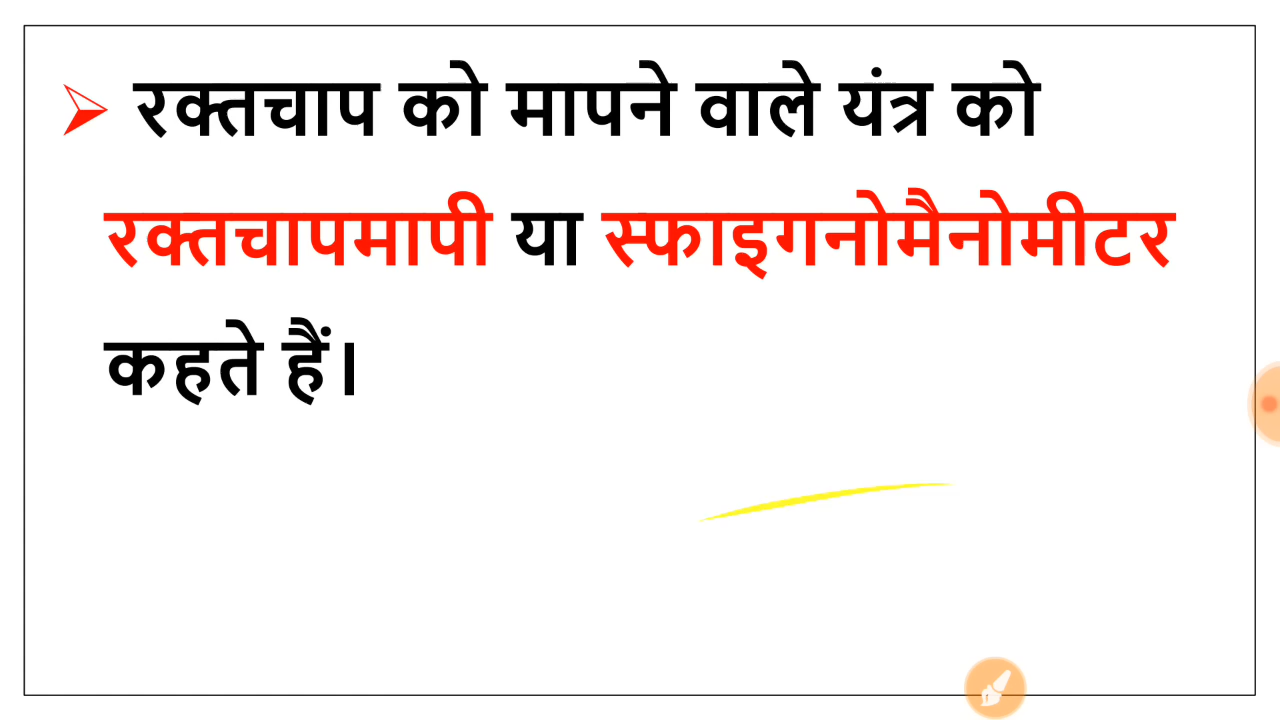 ➢ रक्तचाप को मापने वाले यंत्र को
रक्तचापमापी या स्फाइगनोमैनोमीटर
कहते हैं।